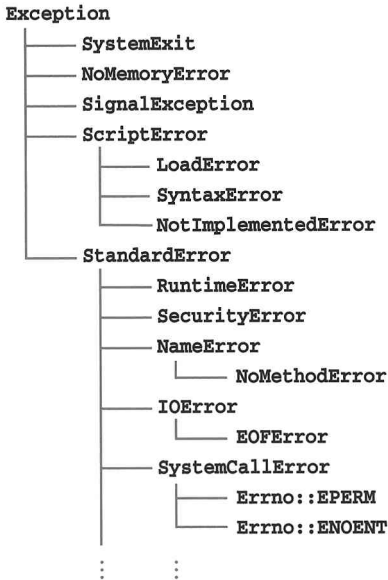 Exception
SystemExit
NoMemoryError
SignalException
ScriptError
LoadError
SyntaxError
NotImplementedError
StandardError
RuntimeError
SecurityError
NameError
NoMethodError
IOError
EOFError
SystemCallError
Errno::EPERM
Errno::ENOENT